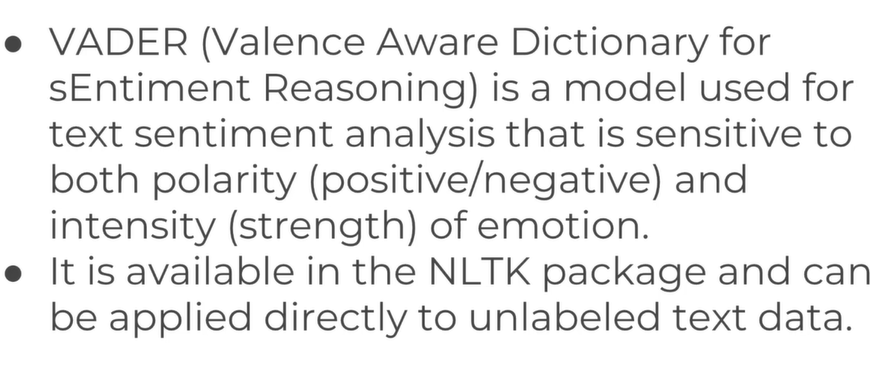 ● VADER (Valence Aware Dictionary for
sEntiment Reasoning) is a model used for
text sentiment analysis that is sensitive to
both polarity (positive/negative) and
intensity (strength) of emotion.
● It is available in the NLTK package and can
be applied directly to unlabeled text data.